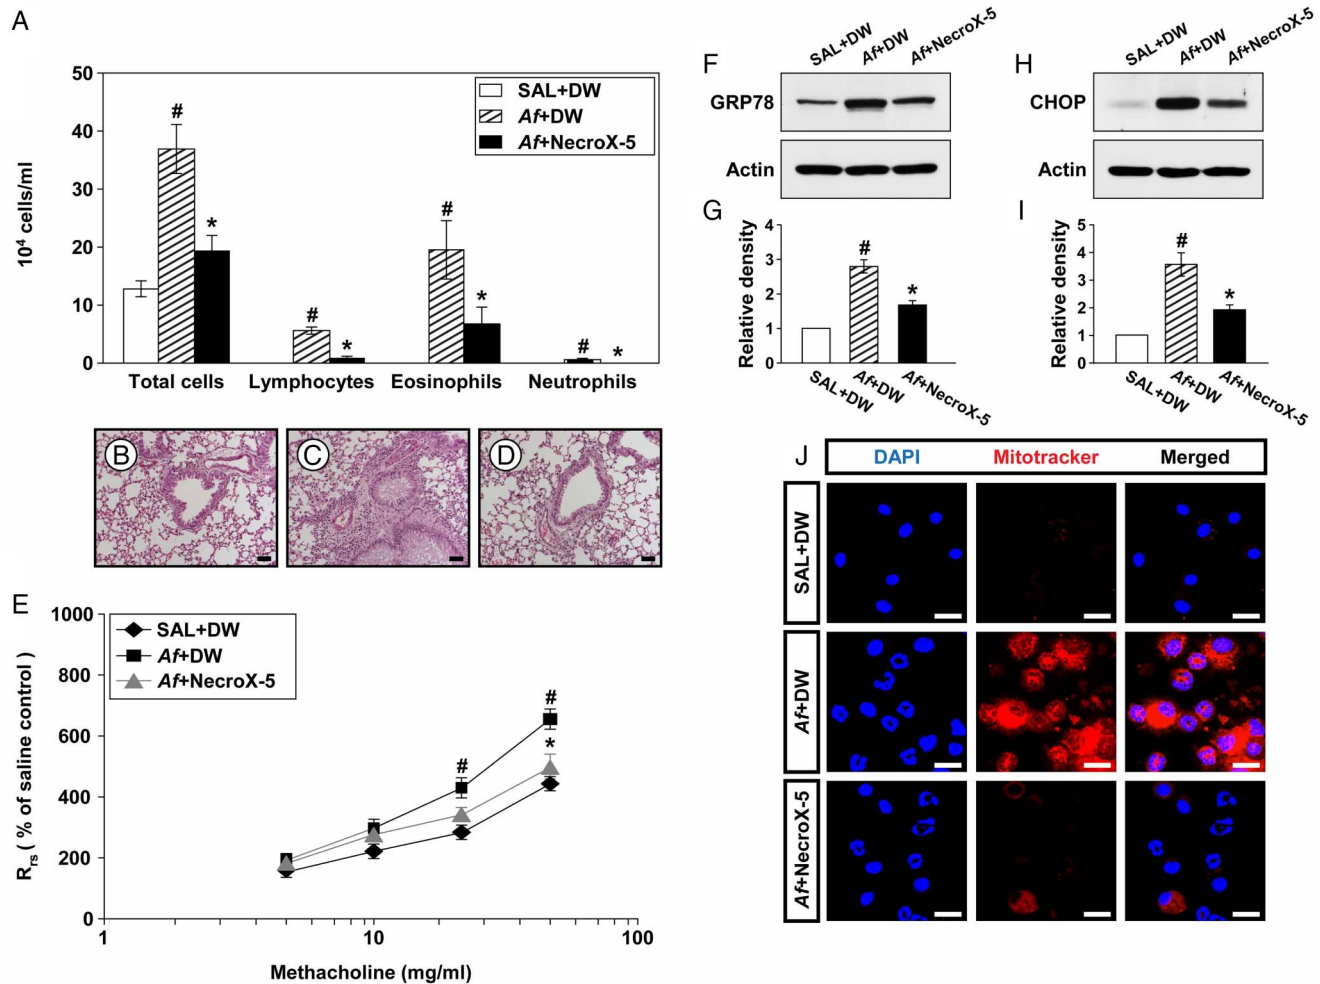 A
50
40
30
20
10
0
10⁴ cells/ml
SAL+DW
Af+DW
Af+NecroX-5
#
*
#
*
#
*
#
*
Total cells
Lymphocytes
Eosinophils
Neutrophils
B
C
D
E
1000
800
600
400
200
0
Rrs ( % of saline control)
SAL+DW
Af+DW
Af+NecroX-5
#
#
*
1
10
100
Methacholine (mg/ml)
F
SAL+DW
Af+DW
Af+NecroX-5
GRP78
Actin
G
4
3
2
1
0
Relative density
#
*
SAL+DW
Af+DW
Af+NecroX-5
H
SAL+DW
Af+DW
Af+NecroX-5
CHOP
Actin
I
5
4
3
2
1
0
Relative density
#
*
SAL+DW
Af+DW
Af+NecroX-5
J
DAPI
Mitotracker
Merged
SAL+DW
Af+DW
Af+NecroX-5